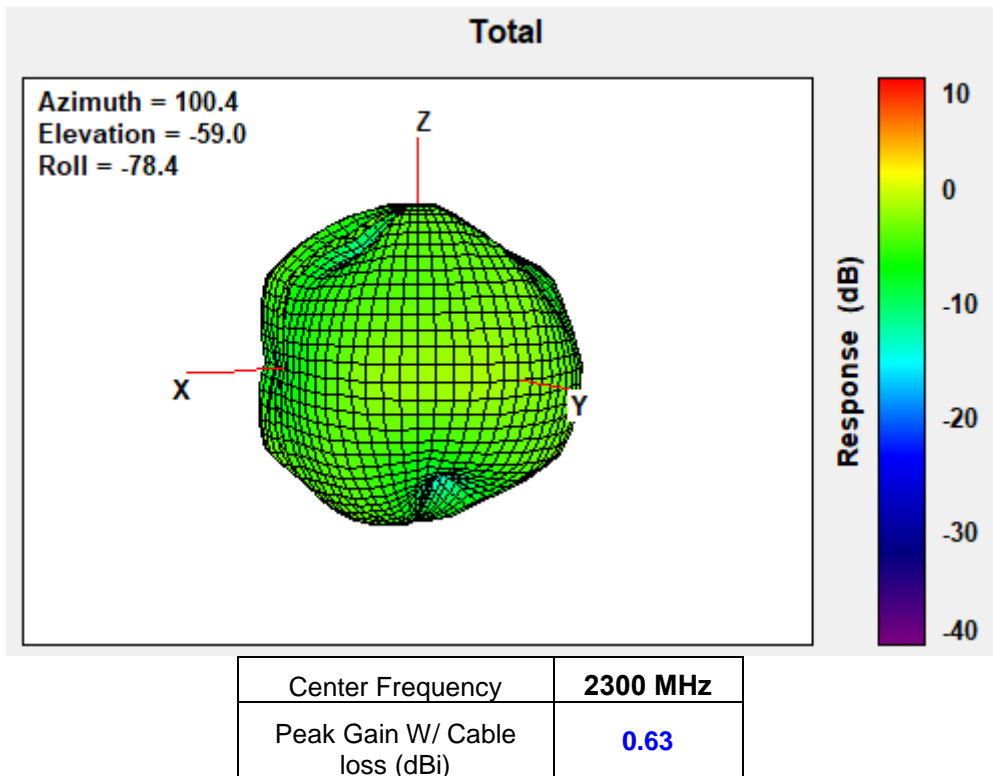 Total
Azimuth = 100.4
Elevation = -59.0
Roll = -78.4
Z
X
Y
Response (dB)
10
0
-10
-20
-30
-40
Center Frequency 2300 MHz
Peak Gain W/ Cable
loss (dBi) 0.63